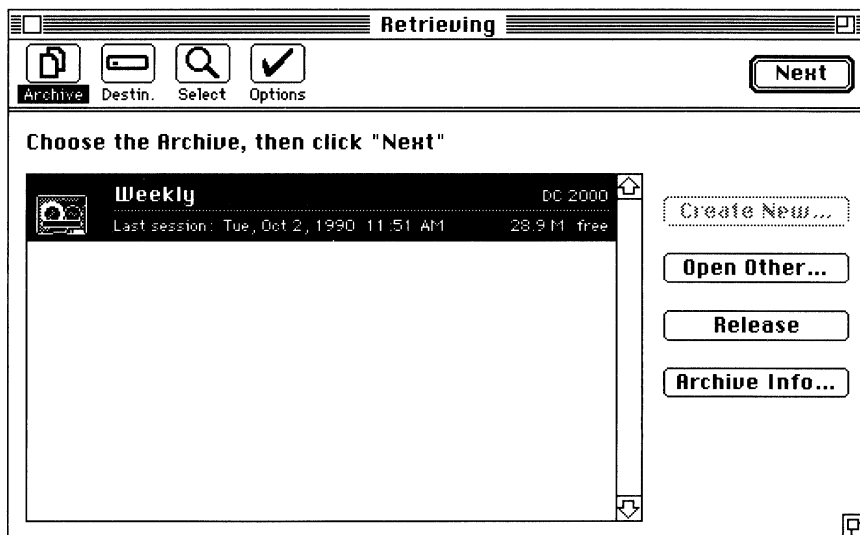 Retrieving
Archive Destin. Select Options
Next
Choose the Archive, then click "Next"
Weekly DC 2000
Last session: Tue, Oct 2, 1990 11:51 AM 28.9 M free
Create New...
Open Other...
Release
Archive Info...